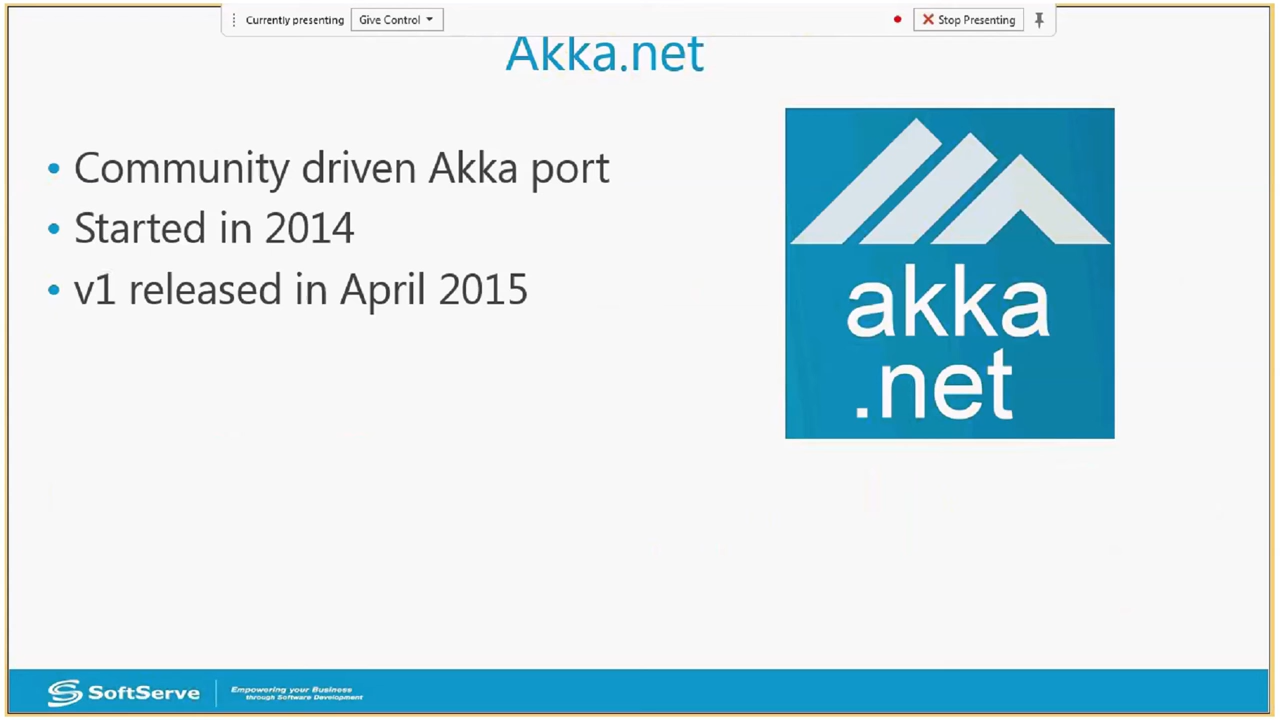 Currently presenting
Give Control
Stop Presenting
Akka.net
• Community driven Akka port
• Started in 2014
• v1 released in April 2015
akka
.net
SoftServe
Empowering your Business
through Software Development